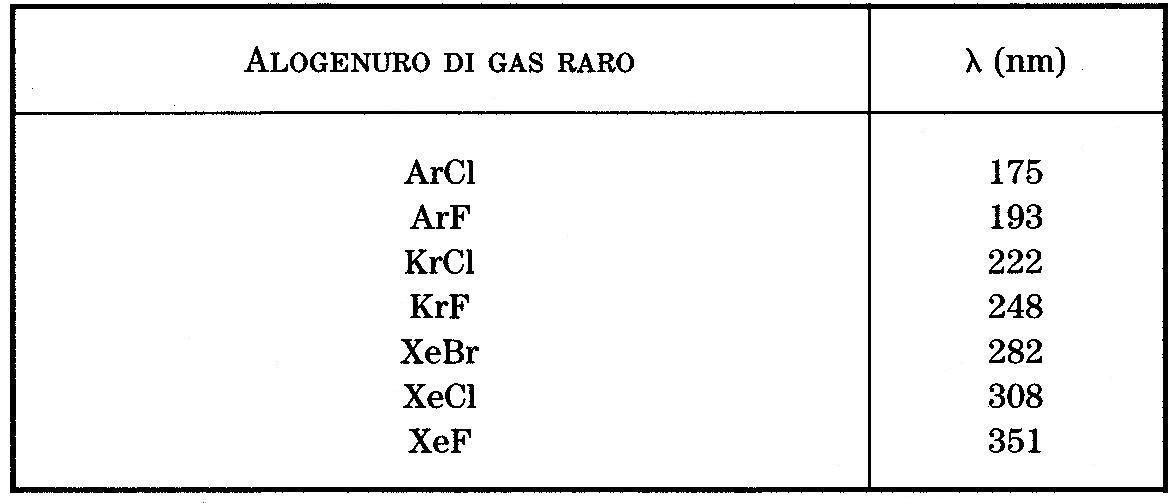 ALOGENURO DI GAS RARO λ (nm)
ArCl 175
ArF 193
KrCl 222
KrF 248
XeBr 282
XeCl 308
XeF 351